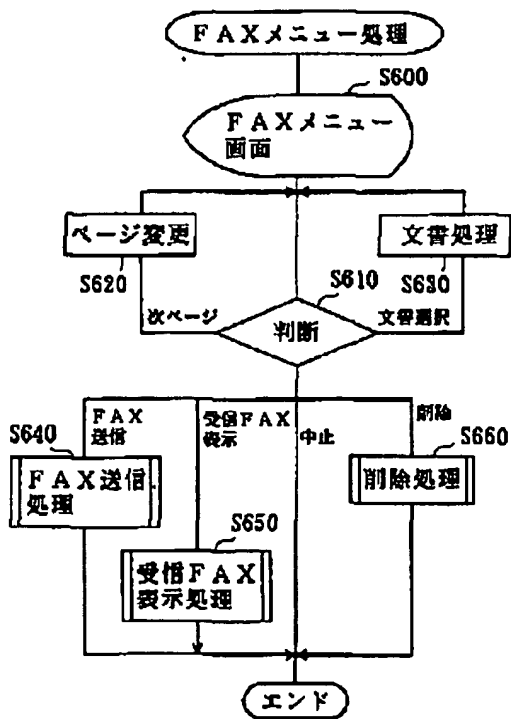 FAXメニュー処理
S600
FAXメニュー
画面
ページ変更
文書処理
S620
S630
S610
次ページ
判断
文書選択
FAX
送信
受信FAX
表示
中止
削除
S640
S660
FAX送信
処理
削除処理
S650
受信FAX
表示処理
エンド